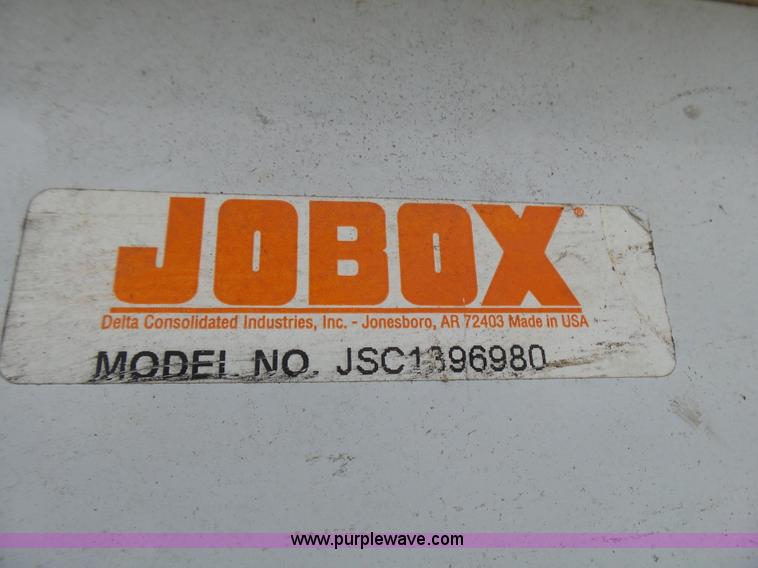 JOBOX®
Delta Consolidated Industries, Inc. - Jonesboro, AR 72403 Made in USA
MODEL NO. JSC1396980
www.purplewave.com